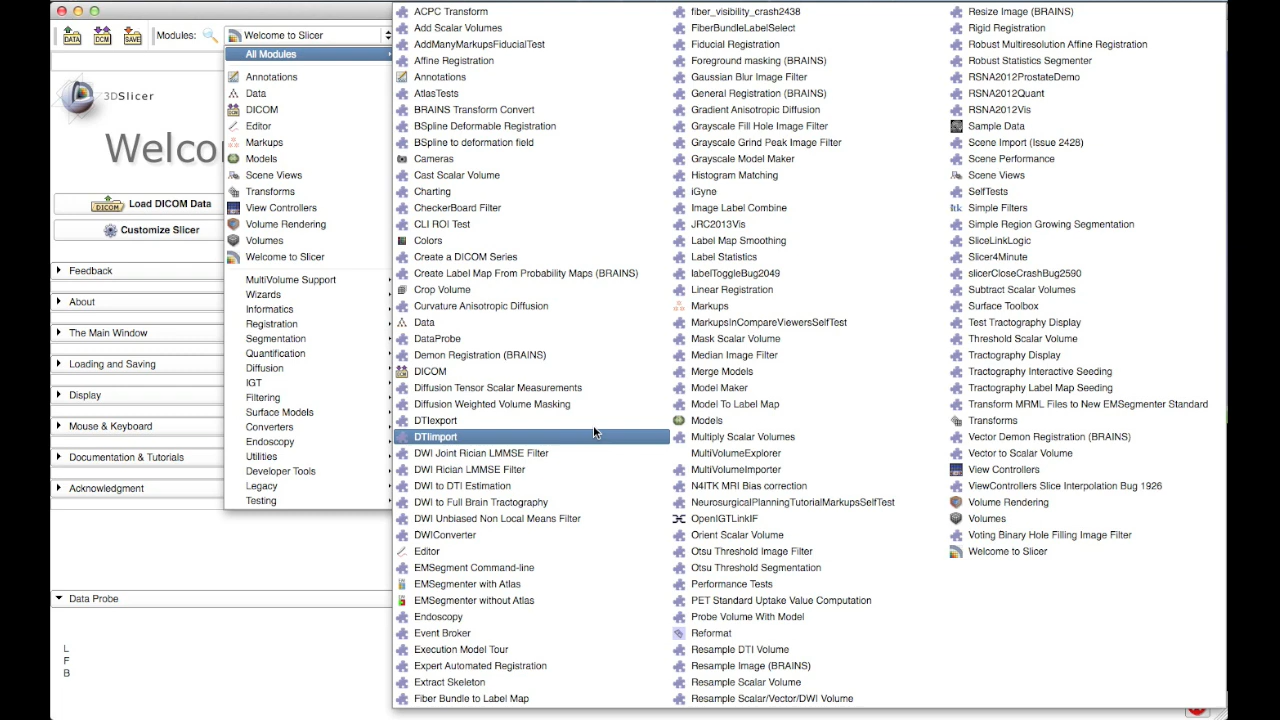 DATA
DCM
SAVE
Modules:
Welcome to Slicer
3DSlicer
Welco
DICOM
Load DICOM Data
Customize Slicer
Feedback
About
The Main Window
Loading and Saving
Display
Mouse & Keyboard
Documentation & Tutorials
Acknowledgment
Data Probe
L
F
B
All Modules
Annotations
Data
DICOM
Editor
Markups
Models
Scene Views
Transforms
View Controllers
Volume Rendering
Volumes
Welcome to Slicer
MultiVolume Support
Wizards
Informatics
Registration
Segmentation
Quantification
Diffusion
IGT
Filtering
Surface Models
Converters
Endoscopy
Utilities
Developer Tools
Legacy
Testing
ACPC Transform
Add Scalar Volumes
AddManyMarkupsFiducialTest
Affine Registration
Annotations
AtlasTests
BRAINS Transform Convert
BSpline Deformable Registration
BSpline to deformation field
Cameras
Cast Scalar Volume
Charting
CheckerBoard Filter
CLI ROI Test
Colors
Create a DICOM Series
Create Label Map From Probability Maps (BRAINS)
Crop Volume
Curvature Anisotropic Diffusion
Data
DataProbe
Demon Registration (BRAINS)
DICOM
Diffusion Tensor Scalar Measurements
Diffusion Weighted Volume Masking
DTIexport
DTIimport
DWI Joint Rician LMMSE Filter
DWI Rician LMMSE Filter
DWI to DTI Estimation
DWI to Full Brain Tractography
DWI Unbiased Non Local Means Filter
DWIConverter
Editor
EMSegment Command-line
EMSegmenter with Atlas
EMSegmenter without Atlas
Endoscopy
Event Broker
Execution Model Tour
Expert Automated Registration
Extract Skeleton
Fiber Bundle to Label Map
fiber_visibility_crash2438
FiberBundleLabelSelect
Fiducial Registration
Foreground masking (BRAINS)
Gaussian Blur Image Filter
General Registration (BRAINS)
Gradient Anisotropic Diffusion
Grayscale Fill Hole Image Filter
Grayscale Grind Peak Image Filter
Grayscale Model Maker
Histogram Matching
iGyne
Image Label Combine
JRC2013Vis
Label Map Smoothing
Label Statistics
labelToggleBug2049
Linear Registration
Markups
MarkupsInCompareViewersSelfTest
Mask Scalar Volume
Median Image Filter
Merge Models
Model Maker
Model To Label Map
Models
Multiply Scalar Volumes
MultiVolumeExplorer
MultiVolumeImporter
N4ITK MRI Bias correction
NeurosurgicalPlanningTutorialMarkupsSelfTest
OpenIGTLinkIF
Orient Scalar Volume
Otsu Threshold Image Filter
Otsu Threshold Segmentation
Performance Tests
PET Standard Uptake Value Computation
Probe Volume With Model
Reformat
Resample DTI Volume
Resample Image (BRAINS)
Resample Scalar Volume
Resample Scalar/Vector/DWI Volume
Resize Image (BRAINS)
Rigid Registration
Robust Multiresolution Affine Registration
Robust Statistics Segmenter
RSNA2012ProstateDemo
RSNA2012Quant
RSNA2012Vis
Sample Data
Scene Import (Issue 2428)
Scene Performance
Scene Views
SelfTests
Simple Filters
Simple Region Growing Segmentation
SliceLinkLogic
Slicer4Minute
slicerCloseCrashBug2590
Subtract Scalar Volumes
Surface Toolbox
Test Tractography Display
Threshold Scalar Volume
Tractography Display
Tractography Interactive Seeding
Tractography Label Map Seeding
Transform MRML Files to New EMSegmenter Standard
Transforms
Vector Demon Registration (BRAINS)
Vector to Scalar Volume
View Controllers
ViewControllers Slice Interpolation Bug 1926
Volume Rendering
Volumes
Voting Binary Hole Filling Image Filter
Welcome to Slicer